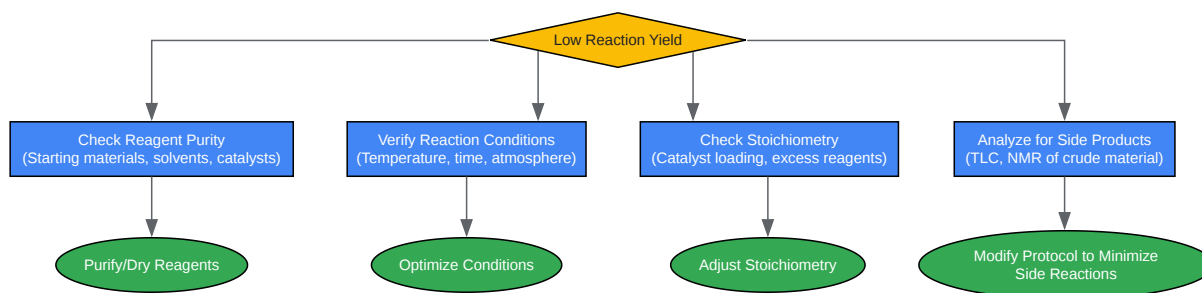 Low Reaction Yield
Check Reagent Purity
(Starting materials, solvents, catalysts)
Verify Reaction Conditions
(Temperature, time, atmosphere)
Check Stoichiometry
(Catalyst loading, excess reagents)
Analyze for Side Products
(TLC, NMR of crude material)
Purify/Dry Reagents
Optimize Conditions
Adjust Stoichiometry
Modify Protocol to Minimize
Side Reactions